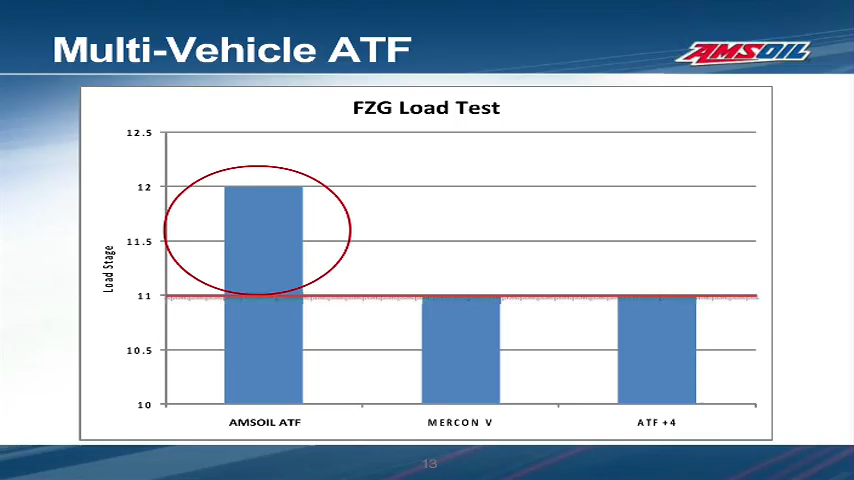 Multi-Vehicle ATF
AMSOIL
FZG Load Test
12.5
12
11.5
11
10.5
10
Load Stage
AMSOIL ATF
MERCON V
ATF +4
13